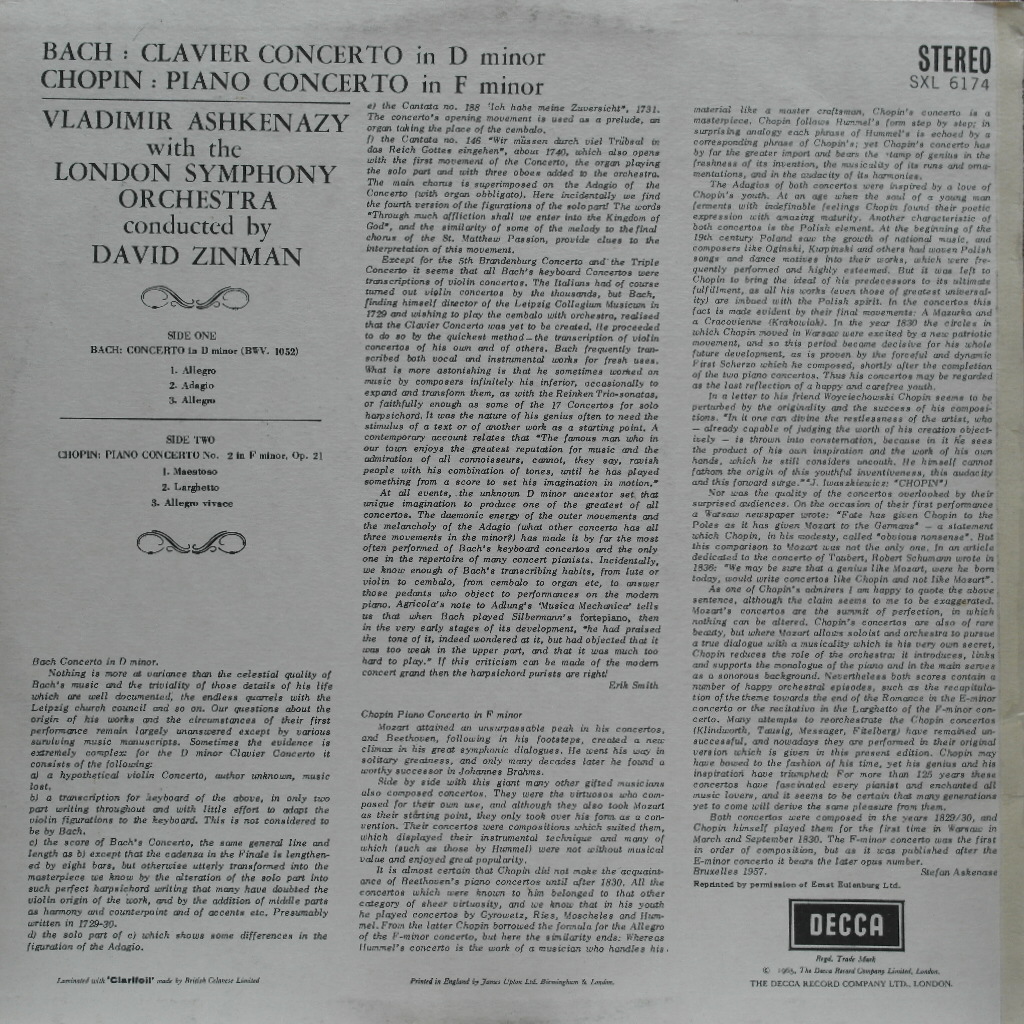 BACH : CLAVIER CONCERTO in D minor
CHOPIN : PIANO CONCERTO in F minor
STEREO
SXL 6174
VLADIMIR ASHKENAZY
with the
LONDON SYMPHONY
ORCHESTRA
conducted by
DAVID ZINMAN
SIDE ONE
BACH: CONCERTO in D minor (BWV. 1052)
1. Allegro
2. Adagio
3. Allegro
SIDE TWO
CHOPIN: PIANO CONCERTO No. 2 in F minor, Op. 21
1. Maestoso
2. Larghetto
3. Allegro vivace
Bach Concerto in D minor.
Nothing is more at variance than the celestial quality of
Bach's music and the triviality of those details of his life
which are well documented, the endless quarrels with the
Leipzig church council and so on. Our questions about the
origin of his works and the circumstances of their first
performance remain largely unanswered except by various
surviving music manuscripts. Sometimes the evidence is
extremely complex: for the D minor Clavier Concerto it
consists of the following:
a) a hypothetical violin Concerto, author unknown, music
lost.
b) a transcription for keyboard of the above, in only two
part writing throughout and with little effort to adapt the
violin figurations to the keyboard. This is not considered to
be by Bach.
c) the score of Bach's Concerto, the same general line and
length as b) except that the cadenza in the Finale is lengthen-
ed by eight bars, but otherwise utterly transformed into the
masterpiece we know by the alteration of the solo part into
such perfect harpsichord writing that many have doubted the
violin origin of the work, and by the addition of middle parts
as harmony and counterpoint and of accents etc. Presumably
written in 1729-30.
d) the solo part of c) which shows some differences in the
figuration of the Adagio.
e) the Cantata no. 188 'Ich habe meine Zuversicht", 1731.
The concerto's opening movement is used as a prelude, an
organ taking the place of the cembalo.
f) the Cantata no. 146 "Wir müssen durch viel Trübsal in
das Reich Gottes eingehen", about 1740, which also opens
with the first movement of the Concerto, the organ playing
the solo part and with three oboes added to the orchestra.
The main chorus is superimposed on the Adagio of the
Concerto (with organ obbligato). Here incidentally we find
the fourth version of the figurations of the solo part! The words
"Through much affliction shall we enter into the Kingdom of
God", and the similarity of some of the melody to the final
chorus of the St. Matthew Passion, provide clues to the
interpretation of this movement.
Except for the 5th Brandenburg Concerto and the Triple
Concerto it seems that all Bach's keyboard Concertos were
transcriptions of violin concertos. The Italians had of course
turned out violin concertos by the thousands, but Bach,
finding himself director of the Leipzig Collegium Musicum in
1729 and wishing to play the cembalo with orchestra, realised
that the Clavier Concerto was yet to be created. He proceeded
to do so by the quickest method—the transcription of violin
concertos of his own and of others. Bach frequently tran-
scribed both vocal and instrumental works for fresh uses.
What is more astonishing is that he sometimes worked on
music by composers infinitely his inferior, occasionally to
expand and transform them, as with the Reinken Trio-sonatas,
or faithfully enough as some of the 17 Concertos for solo
harpsichord. It was the nature of his genius often to need the
stimulus of a text or of another work as a starting point. A
contemporary account relates that "The famous man who in
our town enjoys the greatest reputation for music and the
admiration of all connoisseurs, cannot, they say, ravish
people with his combination of tones, until he has played
something from a score to set his imagination in motion."
At all events, the unknown D minor ancestor set that
unique imagination to produce one of the greatest of all
concertos. The daemonic energy of the outer movements and
the melancholy of the Adagio (what other concerto has all
three movements in the minor?) has made it by far the most
often performed of Bach's keyboard concertos and the only
one in the repertoire of many concert pianists. Incidentally,
we know enough of Bach's transcribing habits, from lute or
violin to cembalo, from cembalo to organ etc, to answer
those pedants who object to performances on the modern
piano. Agricola's note to Adlung's 'Musica Mechanica' tells
us that when Bach played Silbermann's fortepiano, then
in the very early stages of its development, "he had praised
the tone of it, indeed wondered at it, but had objected that it
was too weak in the upper part, and that it was much too
hard to play." If this criticism can be made of the modern
concert grand then the harpsichord purists are right!
Erik Smith
Chopin Piano Concerto in F minor
Mozart attained an unsurpassable peak in his concertos,
and Beethoven, following in his footsteps, created a new
climax in his great symphonic dialogues. He went his way in
solitary greatness, and only many decades later he found a
worthy successor in Johannes Brahms.
Side by side with this giant many other gifted musicians
also composed concertos. They were the virtuosos who com-
posed for their own use, and although they also took Mozart
as their starting point, they only took over his form as a con-
vention. Their concertos were compositions which suited them,
which displayed their instrumental technique and many of
which (such as those by Hummel) were not without musical
value and enjoyed great popularity.
It is almost certain that Chopin did not make the acquaint-
ance of Beethoven's piano concertos until after 1830. All the
concertos which were known to him belonged to that other
category of sheer virtuosity, and we know that in his youth
he played concertos by Gyrowetz, Ries, Moscheles and Hum-
mel. From the latter Chopin borrowed the formula for the Allegro
of the F-minor concerto, but here the similarity ends: Whereas
Hummel's concerto is the work of a musician who handles his
material like a master craftsman, Chopin's concerto is a
masterpiece. Chopin follows Hummel's form step by step; in
surprising analogy each phrase of Hummel's is echoed by a
corresponding phrase of Chopin's; yet Chopin's concerto has
by far the greater import and bears the stamp of genius in the
freshness of its invention, the musicality of its runs and orna-
mentations, and in the audacity of its harmonies.
The Adagios of both concertos were inspired by a love of
Chopin's youth. At an age when the soul of a young man
ferments with indefinable feelings Chopin found their poetic
expression with amazing maturity. Another characteristic of
both concertos is the Polish element. At the beginning of the
19th century Poland saw the growth of national music, and
composers like Oginski, Kurpinski and others had woven Polish
songs and dance motives into their works, which were fre-
quently performed and highly esteemed. But it was left to
Chopin to bring the ideal of his predecessors to its ultimate
fulfillment, as all his works (even those of greatest universal-
ity) are imbued with the Polish spirit. In the concertos this
fact is made evident by their final movements: A Mazurka and
a Cracovienne (Krakowiak). In the year 1830 the circles in
which Chopin moved in Warsaw were excited by a new patriotic
movement, and so this period became decisive for his whole
future development, as is proven by the forceful and dynamic
First Scherzo which he composed, shortly after the completion
of the two piano concertos. Thus his concertos may be regarded
as the last reflection of a happy and carefree youth.
In a letter to his friend Woyciechowski Chopin seems to be
perturbed by the originality and the success of his composi-
tions. "In it one can divine the restlessness of the artist, who
— already capable of judging the worth of his creation object-
ively — is thrown into consternation, because in it he sees
the product of his own inspiration and the work of his own
hands, which he still considers uncouth. He himself cannot
fathom the origin of this youthful inventiveness, this audacity
and this forward surge." "J. Iwaszkiewicz: "CHOPIN")
Nor was the quality of the concertos overlooked by their
surprised audiences. On the occasion of their first performance
a Warsaw newspaper wrote: "Fate has given Chopin to the
Poles as it has given Mozart to the Germans" — a statement
which Chopin, in his modesty, called "obvious nonsense". But
this comparison to Mozart was not the only one. In an article
dedicated to the concerto of Taubert, Robert Schumann wrote in
1836: "We may be sure that a genius like Mozart, were he born
today, would write concertos like Chopin and not like Mozart".
As one of Chopin's admirers I am happy to quote the above
sentence, although the claim seems to me to be exaggerated.
Mozart's concertos are the summit of perfection, in which
nothing can be altered. Chopin's concertos are also of rare
beauty, but where Mozart allows soloist and orchestra to pursue
a true dialogue with a musicality which is his very own secret,
Chopin reduces the role of the orchestra: it introduces, links
and supports the monologue of the piano and in the main serves
as a sonorous background. Nevertheless both scores contain a
number of happy orchestral episodes, such as the recapitula-
tion of the theme towards the end of the Romance in the E-minor
concerto or the recitativo in the Larghetto of the F-minor con-
certo. Many attempts to reorchestrate the Chopin concertos
(Klindworth, Tausig, Messager, Fitelberg) have remained un-
successful, and nowadays they are performed in their original
version which is given in this present edition. Chopin may
have bowed to the fashion of his time, yet his genius and his
inspiration have triumphed: For more than 125 years these
concertos have fascinated every pianist and enchanted all
music lovers, and it seems to be certain that many generations
yet to come will derive the same pleasure from them.
Both concertos were composed in the years 1829/30, and
Chopin himself played them for the first time in Warsaw in
March and September 1830. The F-minor concerto was the first
in order of composition, but as it was published after the
E-minor concerto it bears the later opus number.
Bruxelles 1957. Stefan Askenase
Reprinted by permission of Ernst Eulenburg Ltd.
DECCA
Regd. Trade Mark
© 1965, The Decca Record Company Limited, London.
THE DECCA RECORD COMPANY LTD., LONDON.
Laminated with 'Clarifoil' made by British Celanese Limited
Printed in England by James Upton Ltd. Birmingham & London.